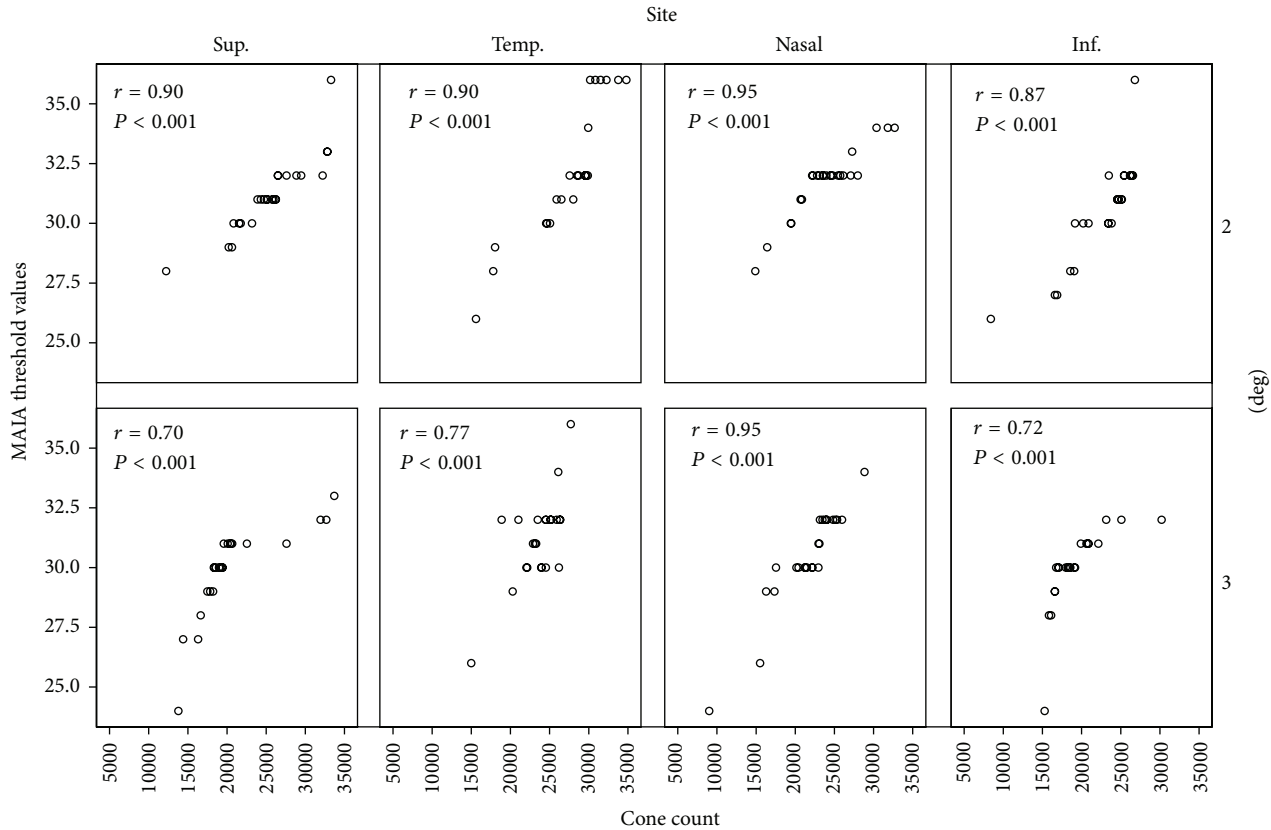 Site
Sup. Temp. Nasal Inf.
r = 0.90
P < 0.001
r = 0.90
P < 0.001
r = 0.95
P < 0.001
r = 0.87
P < 0.001
35.0
32.5
30.0
27.5
25.0
2
r = 0.70
P < 0.001
r = 0.77
P < 0.001
r = 0.95
P < 0.001
r = 0.72
P < 0.001
35.0
32.5
30.0
27.5
25.0
3
MAIA threshold values
(deg)
5000 10000 15000 20000 25000 30000 35000 5000 10000 15000 20000 25000 30000 35000 5000 10000 15000 20000 25000 30000 35000 5000 10000 15000 20000 25000 30000 35000
Cone count